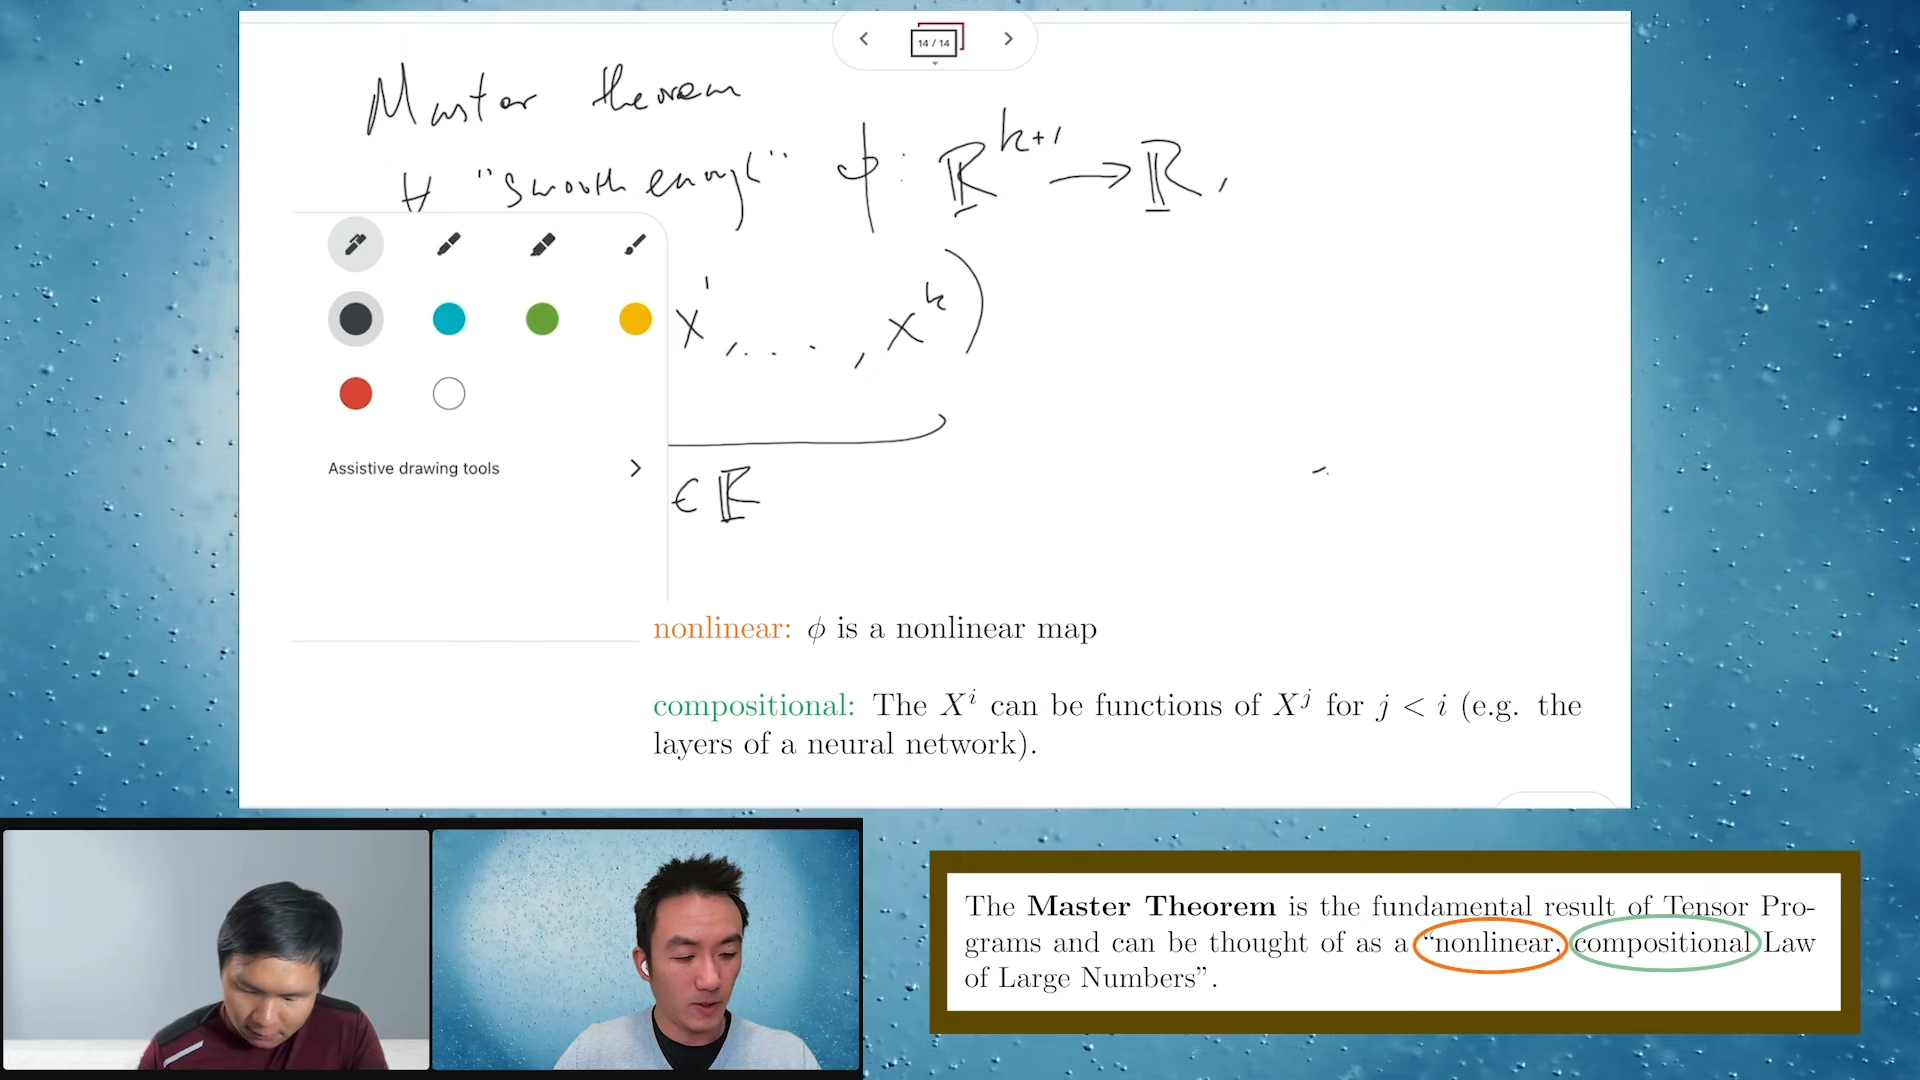 14 / 14
Master theorem
∀ "smooth enough" ϕ: ℝ^{k+1} → ℝ,
X^1, ..., X^k)
∈ ℝ
Assistive drawing tools
nonlinear: ϕ is a nonlinear map
compositional: The X^i can be functions of X^j for j < i (e.g. the
layers of a neural network).
The Master Theorem is the fundamental result of Tensor Pro-
grams and can be thought of as a “nonlinear, compositional Law
of Large Numbers”.